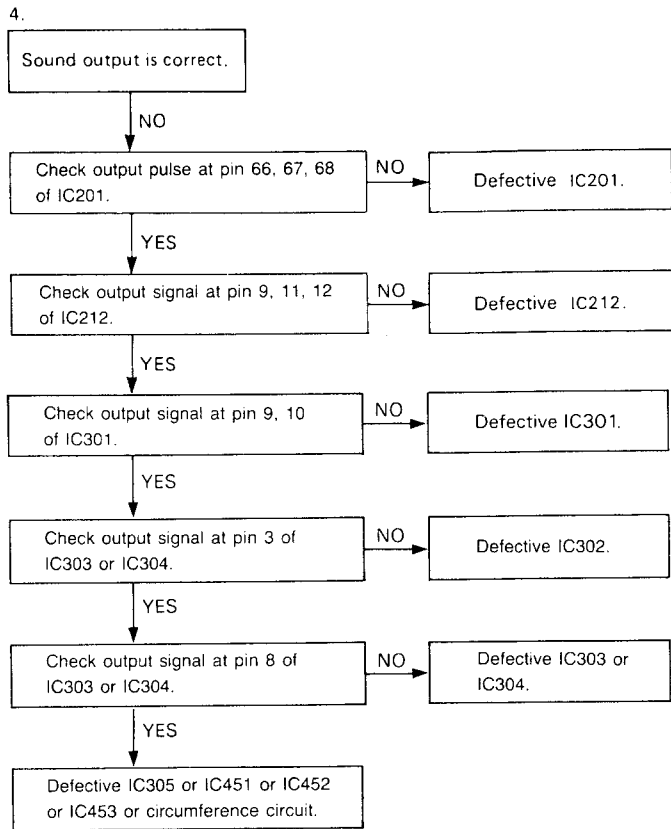 4.
Sound output is correct.
NO
Check output pulse at pin 66, 67, 68
of IC201.
NO
Defective IC201.
YES
Check output signal at pin 9, 11, 12
of IC212.
NO
Defective IC212.
YES
Check output signal at pin 9, 10
of IC301.
NO
Defective IC301.
YES
Check output signal at pin 3 of
IC303 or IC304.
NO
Defective IC302.
YES
Check output signal at pin 8 of
IC303 or IC304.
NO
Defective IC303 or
IC304.
YES
Defective IC305 or IC451 or IC452
or IC453 or circumference circuit.